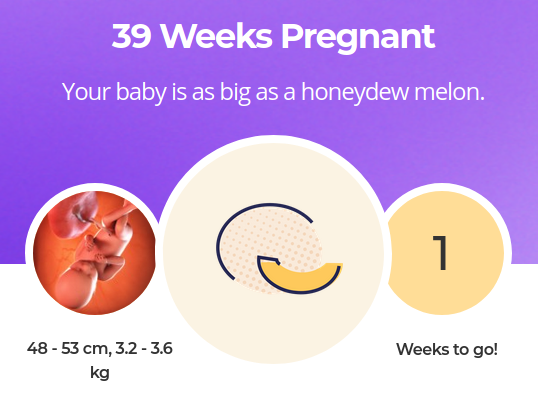 39 Weeks Pregnant
Your baby is as big as a honeydew melon.
1
48 - 53 cm, 3.2 - 3.6
kg
Weeks to go!